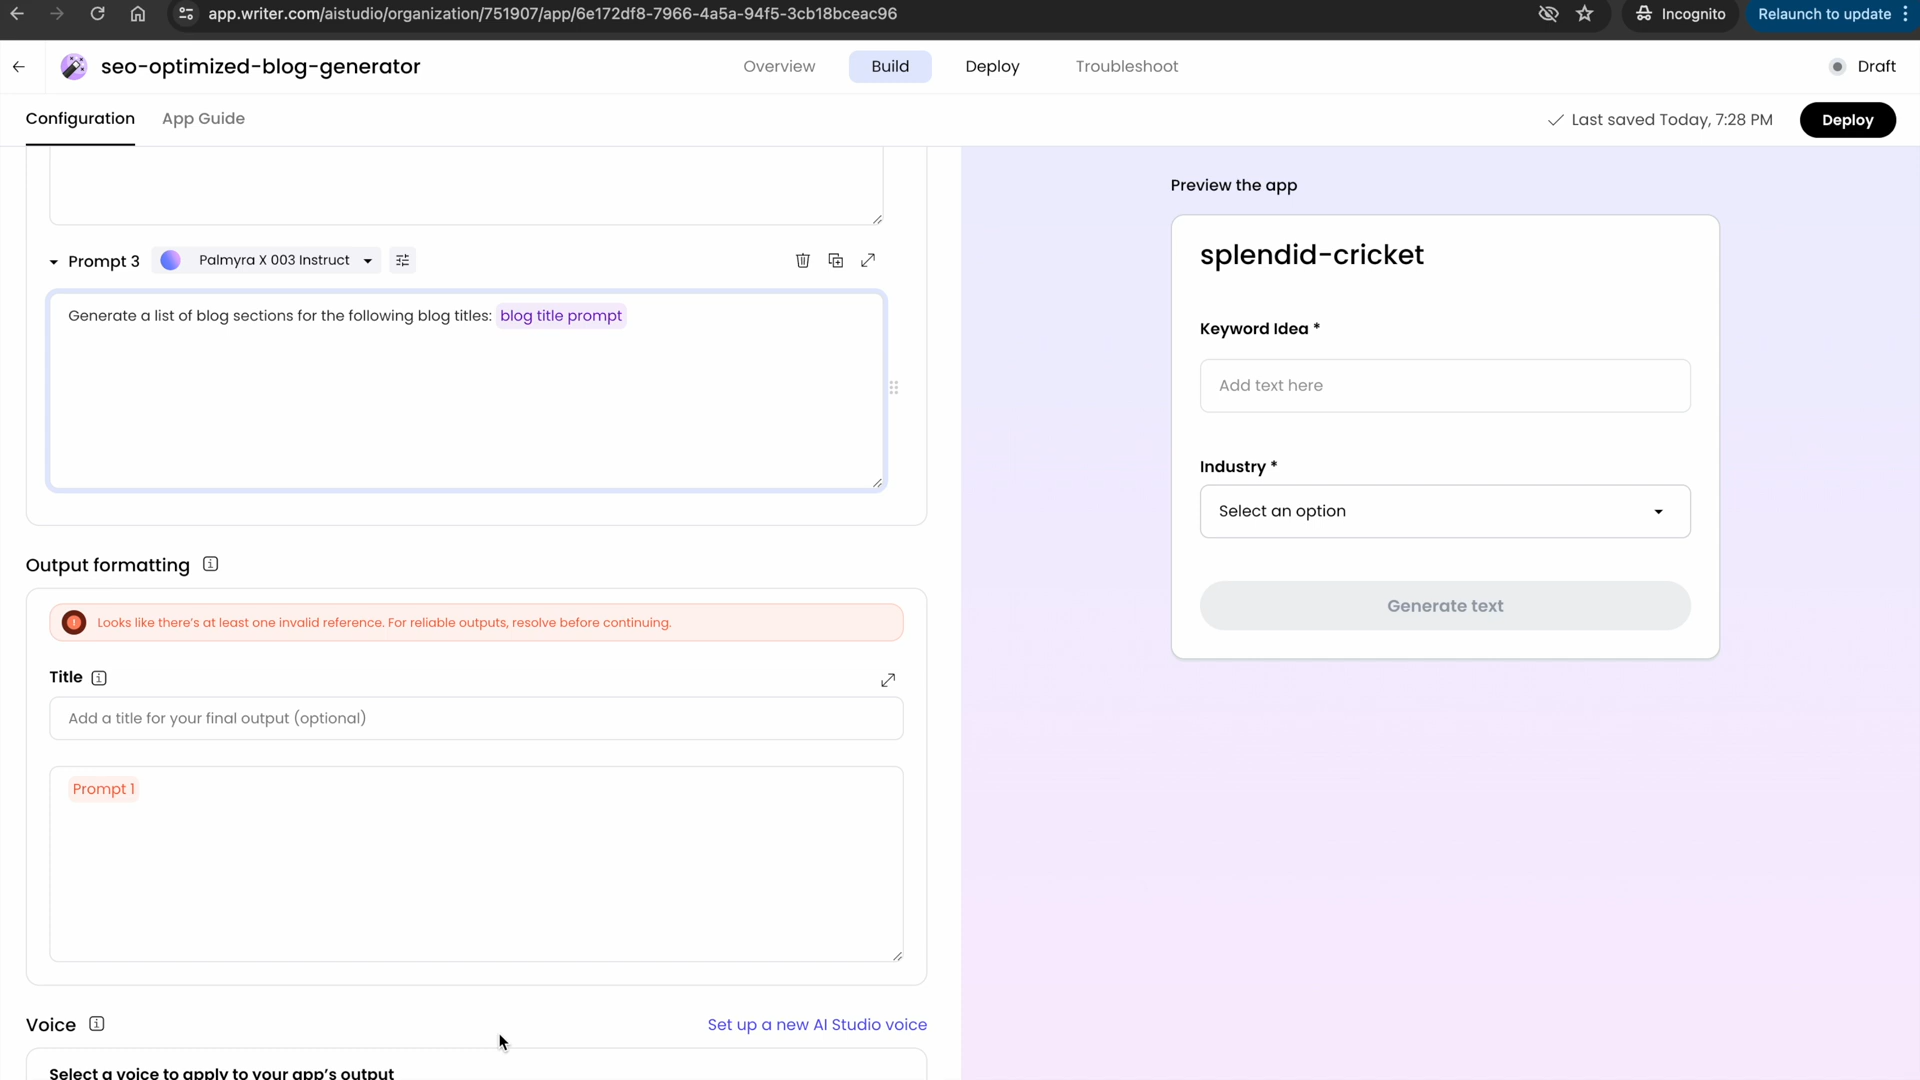 app.writer.com/aistudio/organization/751907/app/6e172df8-7966-4a5a-94f5-3cb18bceac96
Incognito
Relaunch to update
seo-optimized-blog-generator
Overview
Build
Deploy
Troubleshoot
Draft
Configuration
App Guide
Last saved Today, 7:28 PM
Deploy
Prompt 3
Palmyra X 003 Instruct
Generate a list of blog sections for the following blog titles: blog title prompt
Output formatting
Looks like there's at least one invalid reference. For reliable outputs, resolve before continuing.
Title
Add a title for your final output (optional)
Prompt 1
Voice
Set up a new AI Studio voice
Select a voice to apply to your app's output
Preview the app
splendid-cricket
Keyword Idea *
Add text here
Industry *
Select an option
Generate text